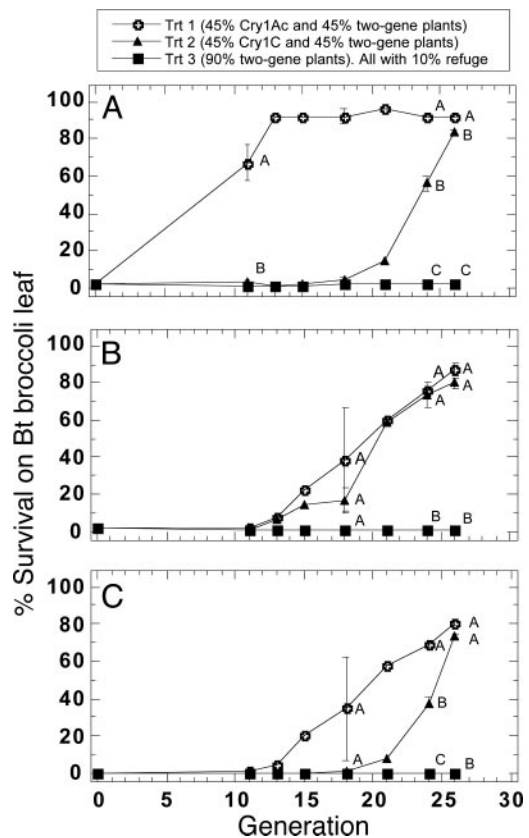 Trt 1 (45% Cry1Ac and 45% two-gene plants)
Trt 2 (45% Cry1C and 45% two-gene plants)
Trt 3 (90% two-gene plants). All with 10% refuge
% Survival on Bt broccoli leaf
A
100
80
60
40
20
0
A
A
A
B
B
B
C
C
B
100
80
60
40
20
0
A
A
A
A
A
A
A
B
B
C
100
80
60
40
20
0
A
A
A
A
A
B
C
B
0
5
10
15
20
25
30
Generation